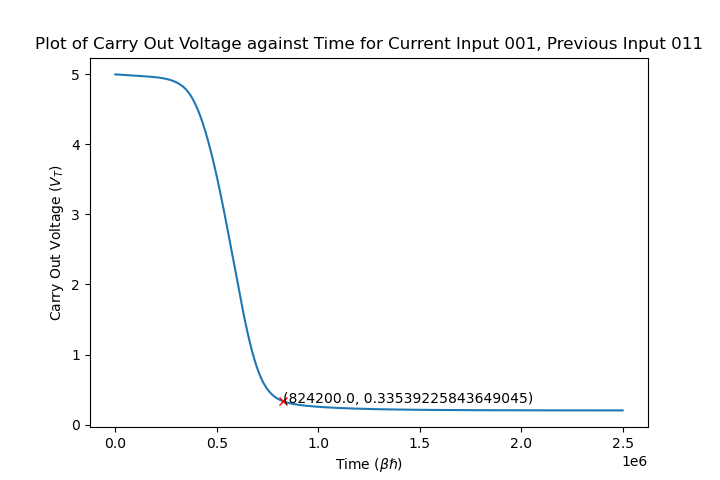 Plot of Carry Out Voltage against Time for Current Input 001, Previous Input 011
Carry Out Voltage (V_T)
5
4
3
2
1
0
(824200.0, 0.33539225843649045)
0.0 0.5 1.0 1.5 2.0 2.5
1e6
Time (βℏ)